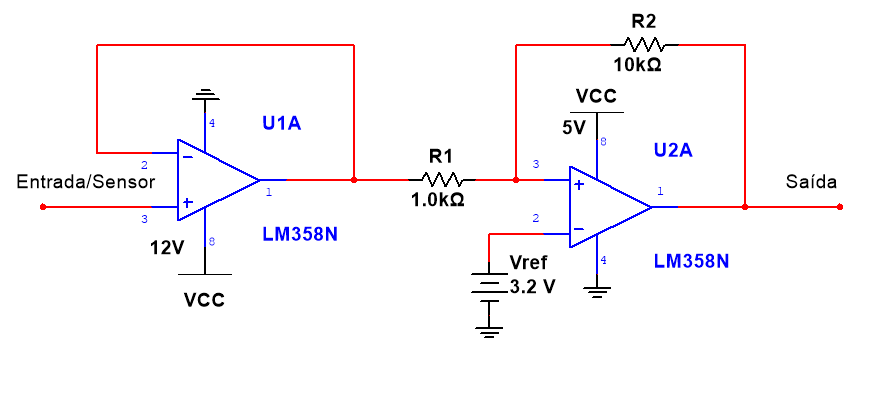 R2
10kΩ
VCC
5V
8
4
U1A
2
R1
3
U2A
Entrada/Sensor
1
1.0kΩ
1
Saída
3
2
12V
8
LM358N
4
LM358N
Vref
3.2 V
VCC